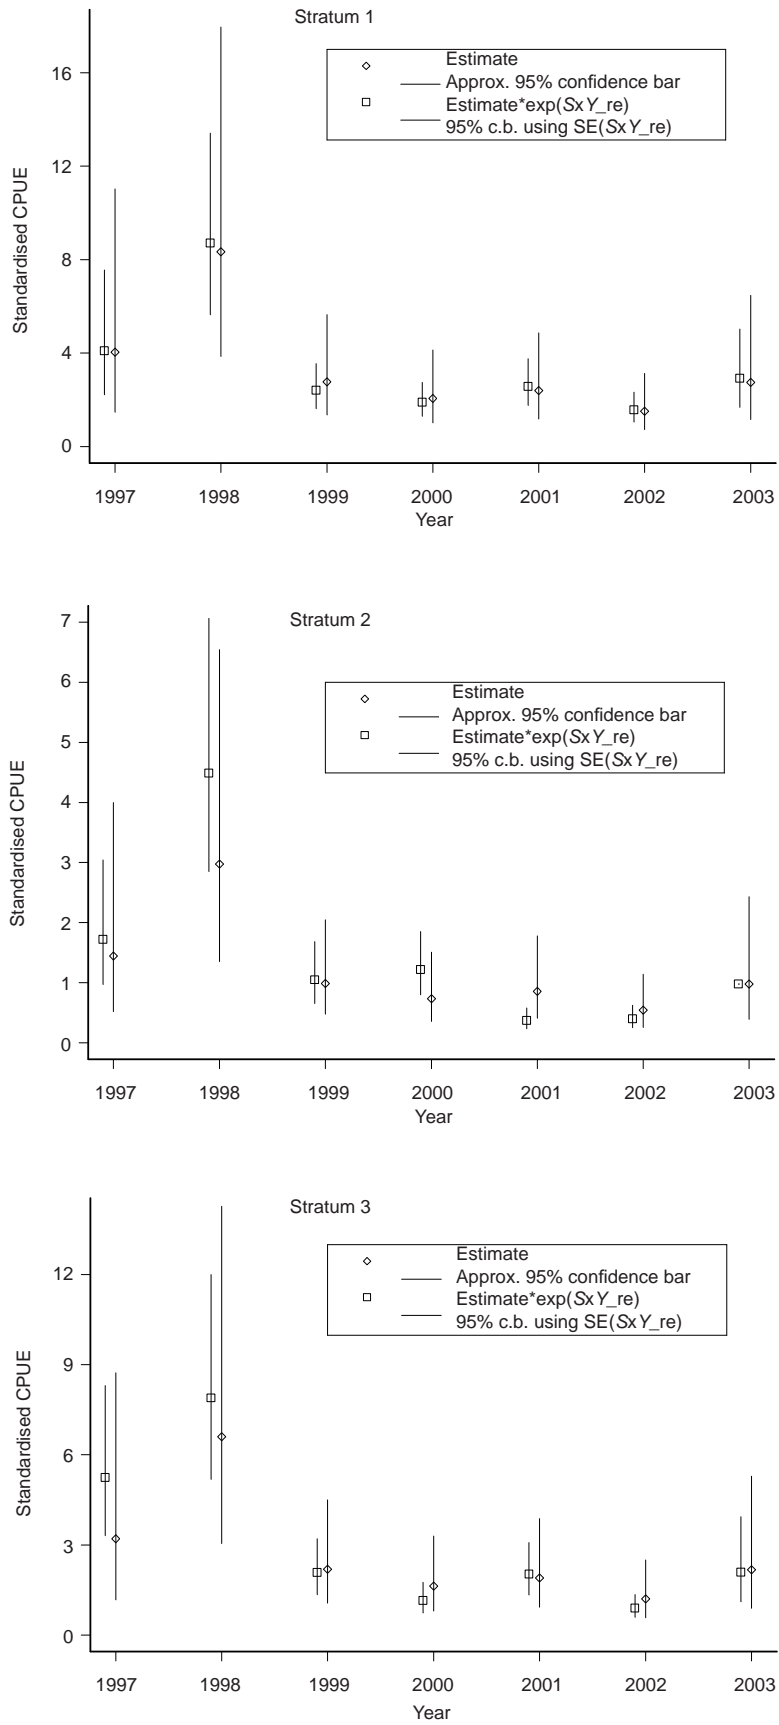 Stratum 1
Estimate
Approx. 95% confidence bar
Estimate*exp(SxY_re)
95% c.b. using SE(SxY_re)
Standardised CPUE
16
12
8
4
0
1997 1998 1999 2000 2001 2002 2003
Year
Stratum 2
Estimate
Approx. 95% confidence bar
Estimate*exp(SxY_re)
95% c.b. using SE(SxY_re)
Standardised CPUE
7
6
5
4
3
2
1
0
1997 1998 1999 2000 2001 2002 2003
Year
Stratum 3
Estimate
Approx. 95% confidence bar
Estimate*exp(SxY_re)
95% c.b. using SE(SxY_re)
Standardised CPUE
12
9
6
3
0
1997 1998 1999 2000 2001 2002 2003
Year